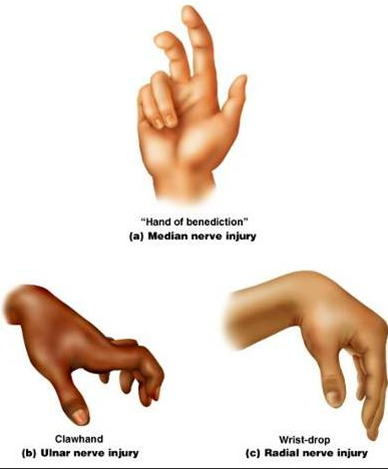 "Hand of benediction"
(a) Median nerve injury
Clawhand
(b) Ulnar nerve injury
Wrist-drop
(c) Radial nerve injury